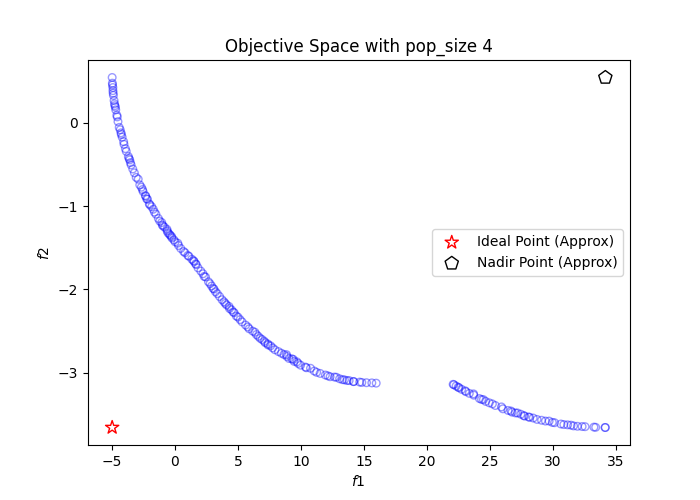 Objective Space with pop_size 4
0
−1
−2
−3
f2
Ideal Point (Approx)
Nadir Point (Approx)
−5
0
5
10
15
20
25
30
35
f1